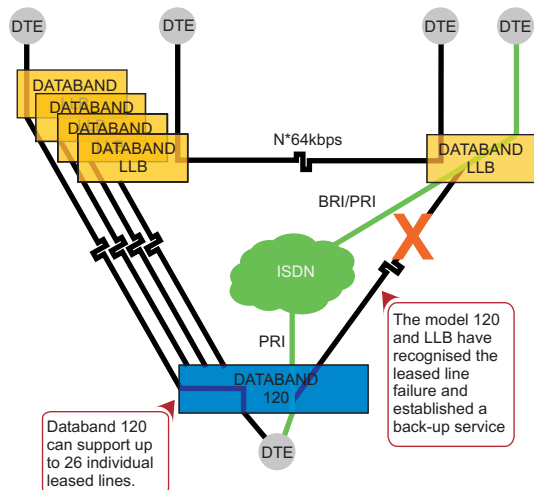 DTE
DTE
DTE
DTE
DATABAND
DATABAND
DATABAND
DATABAND
LLB
N*64kbps
DATABAND
LLB
BRI/PRI
ISDN
PRI
DATABAND
120
DTE
Databand 120
can support up
to 26 individual
leased lines.
The model 120
and LLB have
recognised the
leased line
failure and
established a
back-up service